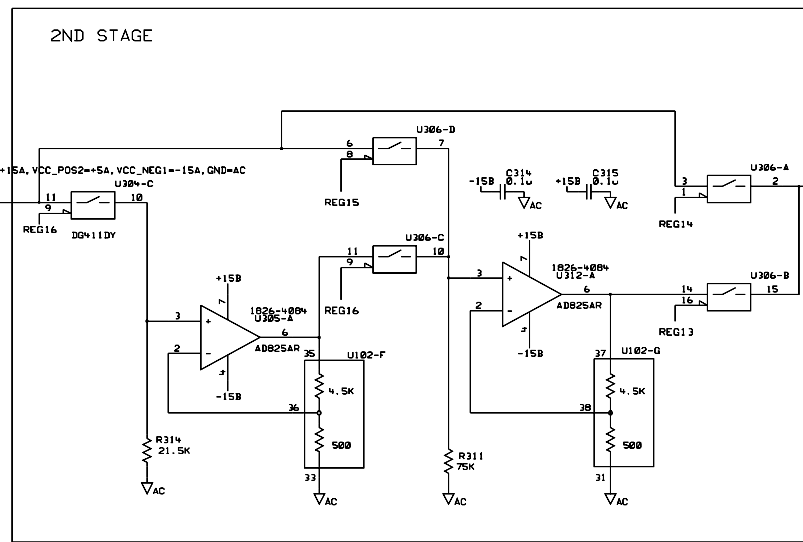 2ND STAGE
U306-D
6
7
8
+15A, VCC_POS2=+5A, VCC_NEG1=-15A, GND=AC
REG15
U304-C
11
10
9
REG16
DG411DY
-15B
C314
0.1u
AC
+15B
C315
0.1u
AC
U306-A
3
2
1
REG14
U306-C
11
10
9
REG16
+15B
7
1826-4084
U312-A
3
6
2
AD825AR
4
-15B
U306-B
14
15
16
REG13
+15B
7
1826-4084
U305-A
3
6
2
AD825AR
4
-15B
35
U102-F
4.5K
36
500
33
AC
37
U102-G
4.5K
38
500
31
AC
R314
21.5K
AC
R311
75K
AC